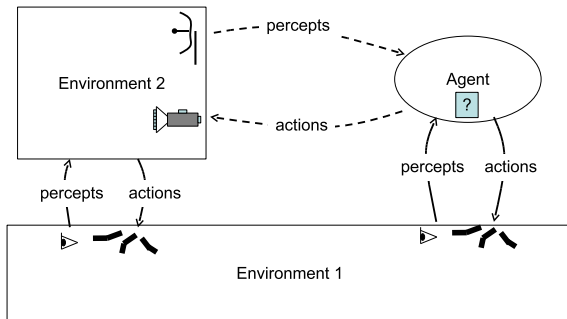 percepts
Environment 2
Agent
?
actions
percepts
actions
percepts
actions
Environment 1